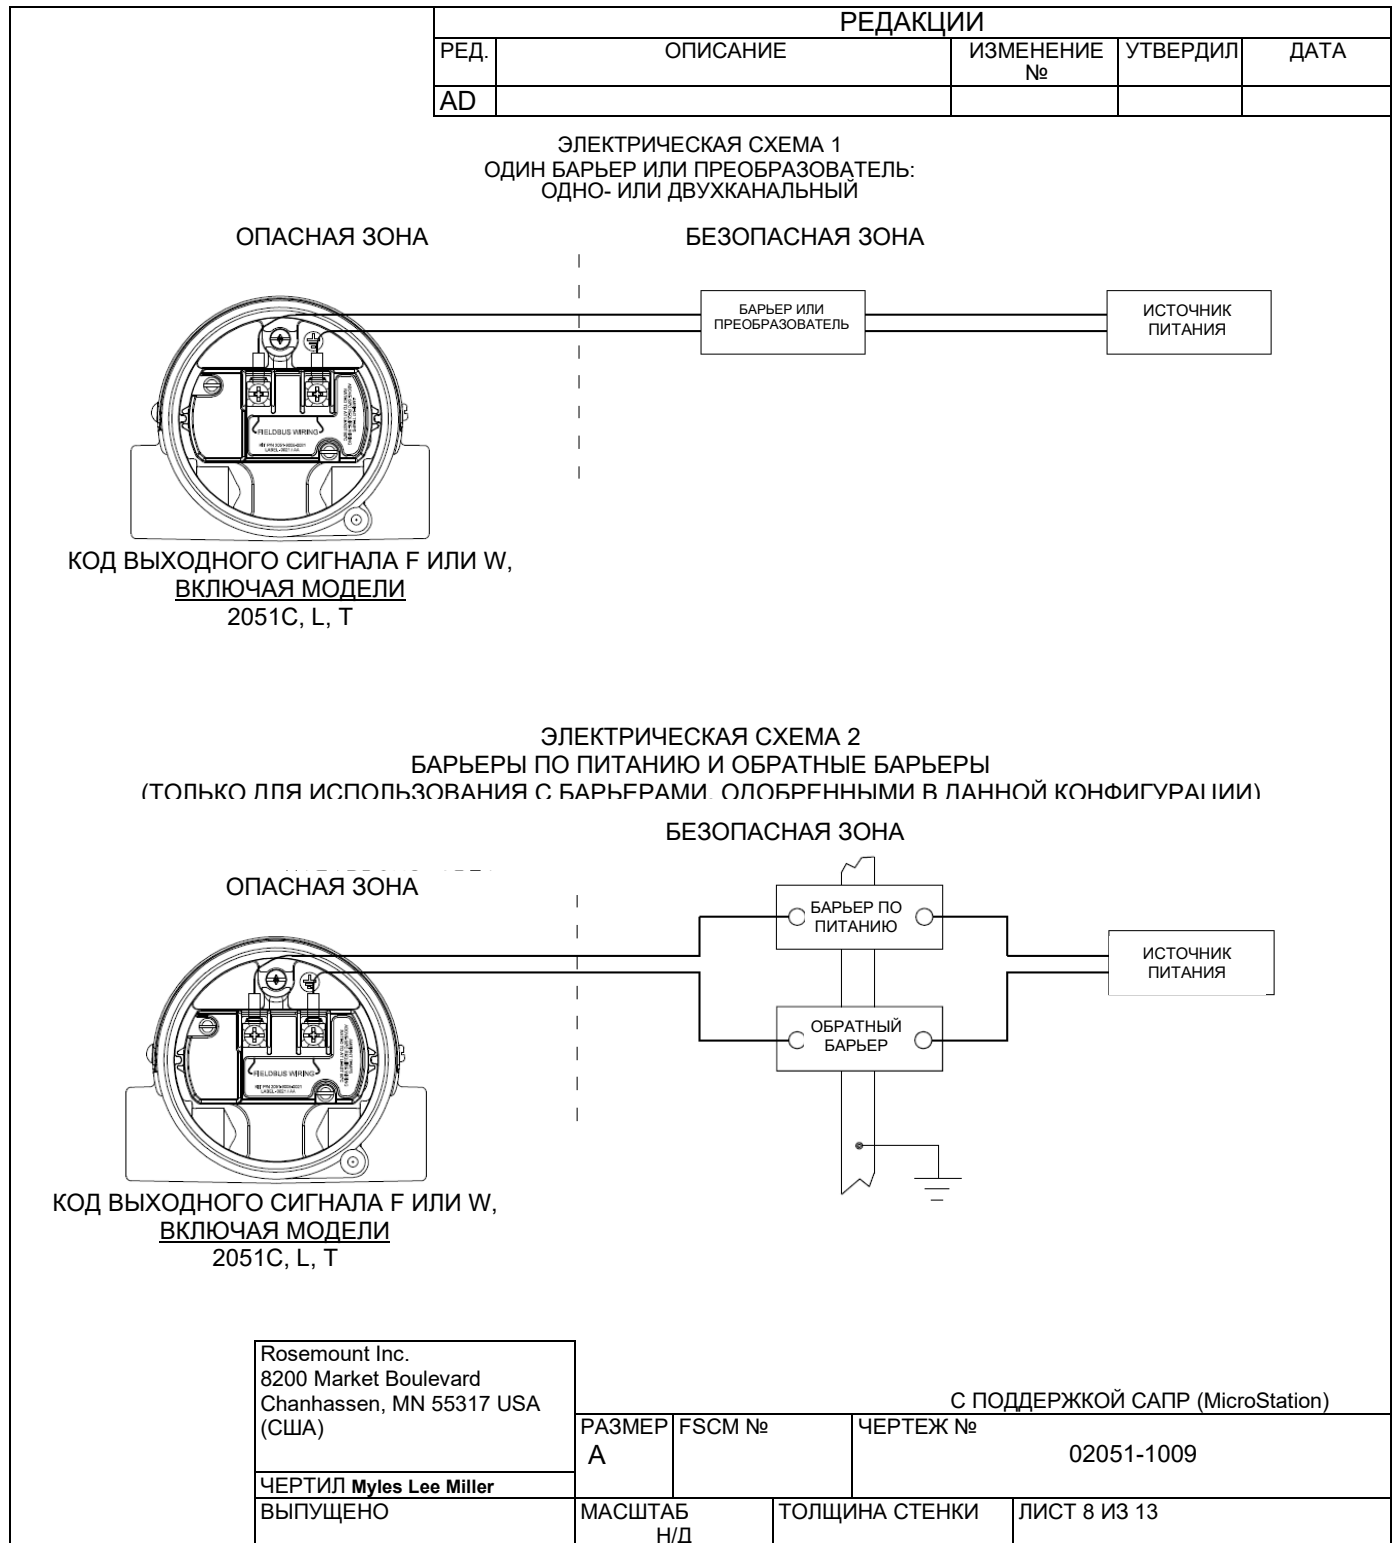 РЕДАКЦИИ
РЕД. ОПИСАНИЕ ИЗМЕНЕНИЕ № УТВЕРДИЛ ДАТА
AD
ЭЛЕКТРИЧЕСКАЯ СХЕМА 1
ОДИН БАРЬЕР ИЛИ ПРЕОБРАЗОВАТЕЛЬ:
ОДНО- ИЛИ ДВУХКАНАЛЬНЫЙ
ОПАСНАЯ ЗОНА
БЕЗОПАСНАЯ ЗОНА
БАРЬЕР ИЛИ
ПРЕОБРАЗОВАТЕЛЬ
ИСТОЧНИК
ПИТАНИЯ
FIELDBUS WIRING
КОД ВЫХОДНОГО СИГНАЛА F ИЛИ W,
ВКЛЮЧАЯ МОДЕЛИ
2051C, L, T
ЭЛЕКТРИЧЕСКАЯ СХЕМА 2
БАРЬЕРЫ ПО ПИТАНИЮ И ОБРАТНЫЕ БАРЬЕРЫ
(ТОЛЬКО ДЛЯ ИСПОЛЬЗОВАНИЯ С БАРЬЕРАМИ, ОДОБРЕННЫМИ В ДАННОЙ КОНФИГУРАЦИИ)
БЕЗОПАСНАЯ ЗОНА
ОПАСНАЯ ЗОНА
БАРЬЕР ПО
ПИТАНИЮ
ИСТОЧНИК
ПИТАНИЯ
ОБРАТНЫЙ
БАРЬЕР
FIELDBUS WIRING
КОД ВЫХОДНОГО СИГНАЛА F ИЛИ W,
ВКЛЮЧАЯ МОДЕЛИ
2051C, L, T
Rosemount Inc.
8200 Market Boulevard
Chanhassen, MN 55317 USA
(США)
С ПОДДЕРЖКОЙ САПР (MicroStation)
РАЗМЕР FSCM № ЧЕРТЕЖ №
A 02051-1009
ЧЕРТИЛ Myles Lee Miller
ВЫПУЩЕНО МАСШТАБ ТОЛЩИНА СТЕНКИ ЛИСТ 8 ИЗ 13
Н/Д